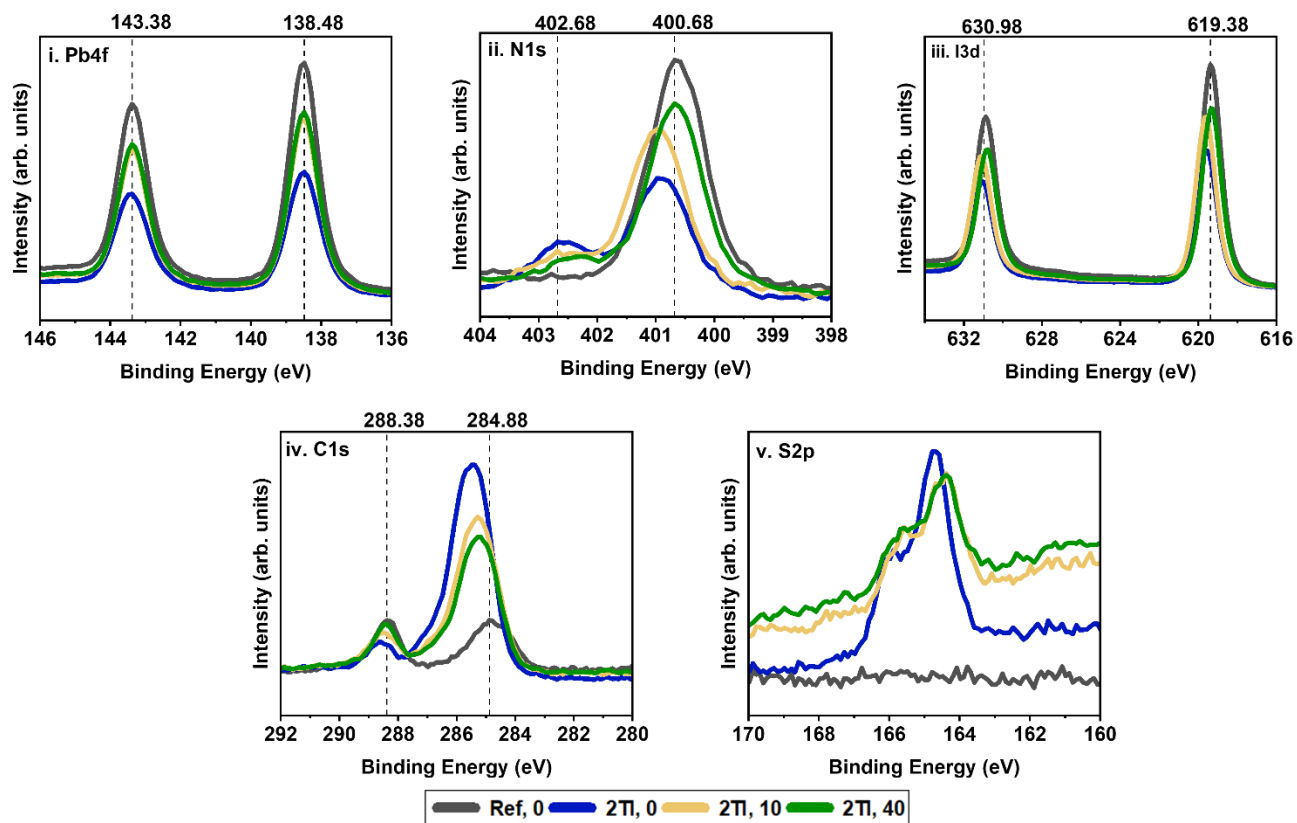 143.38 138.48
i. Pb4f
Intensity (arb. units)
146 144 142 140 138 136
Binding Energy (eV)
402.68 400.68
ii. N1s
Intensity (arb. units)
404 403 402 401 400 399 398
Binding Energy (eV)
630.98 619.38
iii. I3d
Intensity (arb. units)
632 628 624 620 616
Binding Energy (eV)
288.38 284.88
iv. C1s
Intensity (arb. units)
292 290 288 286 284 282 280
Binding Energy (eV)
v. S2p
Intensity (arb. units)
170 168 166 164 162 160
Binding Energy (eV)
Ref, 0 2TI, 0 2TI, 10 2TI, 40